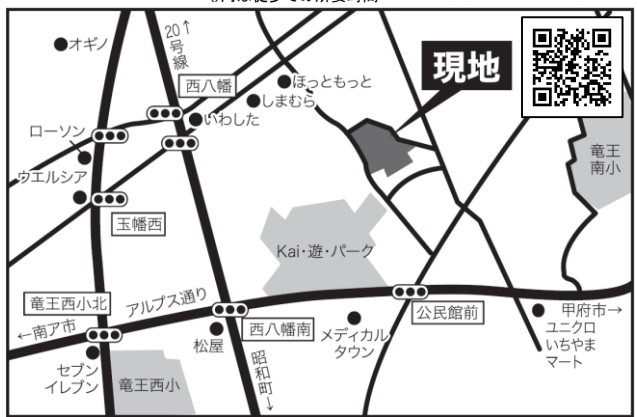 20↑
号線
オギノ
西八幡
ほっともっと
しまむら
いわした
現地
ローソン
ウエルシア
玉幡西
竜王
南小
Kai・遊・パーク
竜王西小北
アルプス通り
←南ア市
西八幡南
公民館前
松屋
メディカル
タウン
甲府市→
ユニクロ
いちやま
マート
セブン
イレブン
竜王西小
昭和町↓